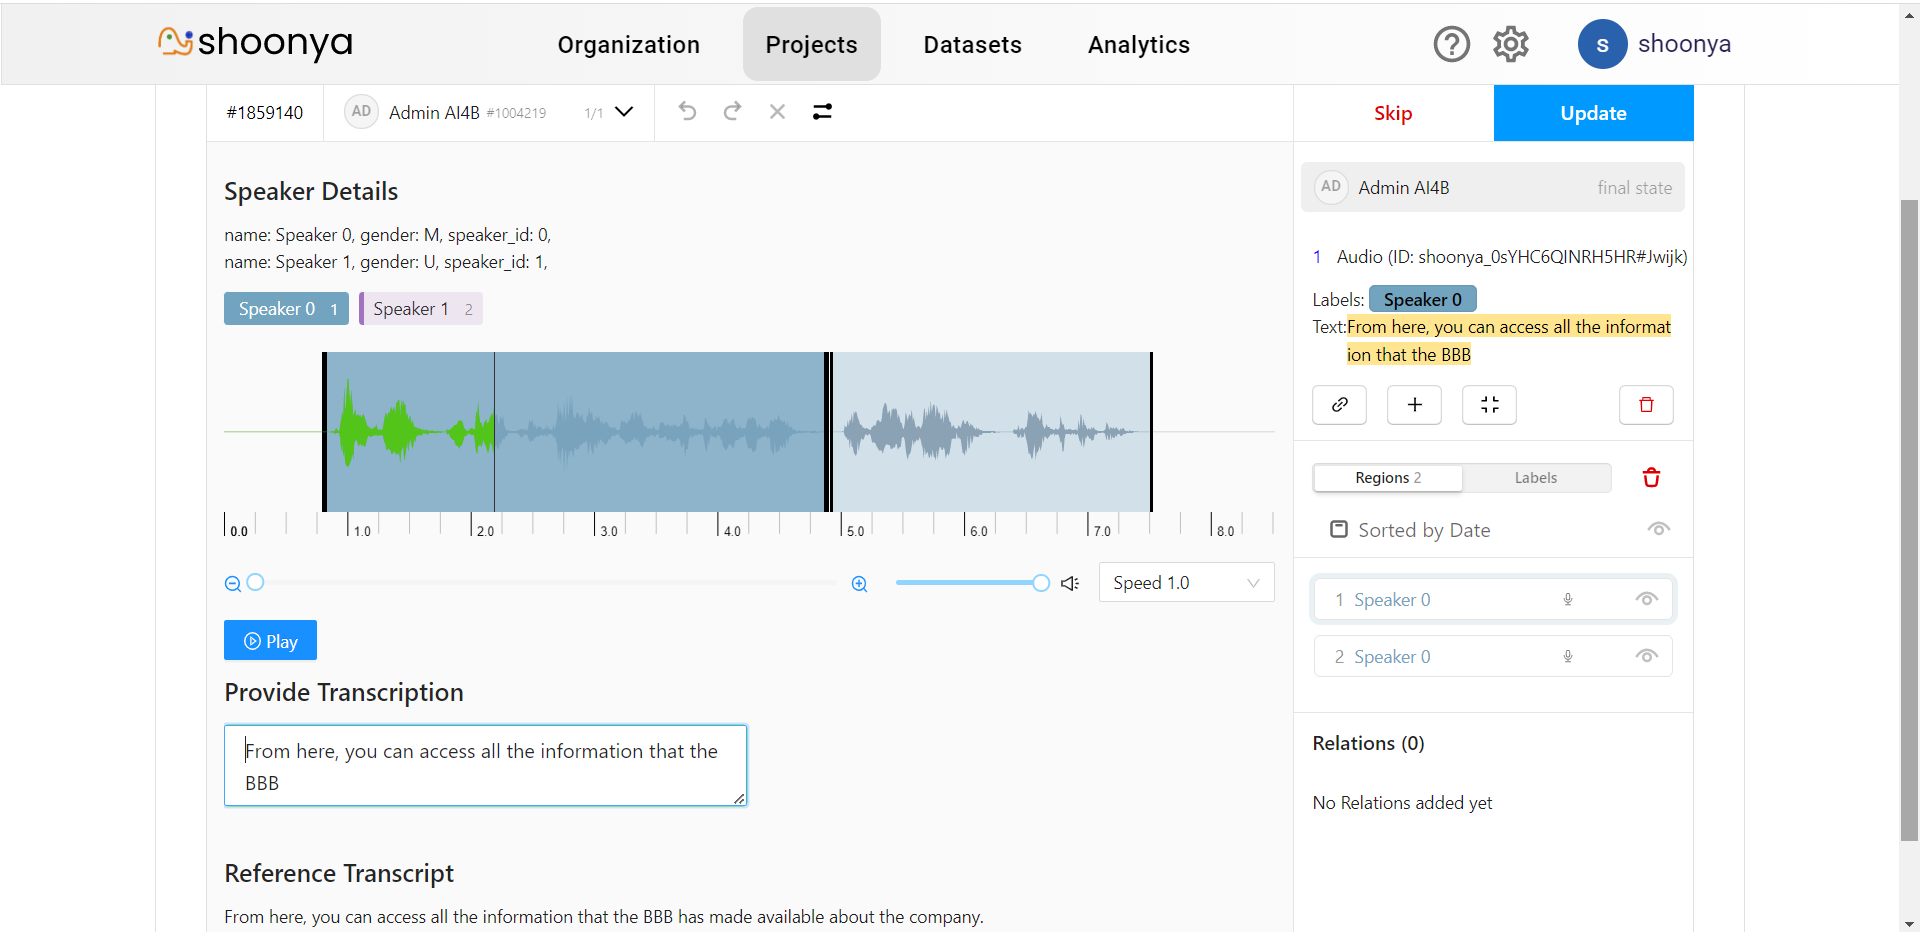 shoonya
Organization Projects Datasets Analytics
? S shoonya
#1859140 AD Admin AI4B #1004219 1/1
Skip Update
Speaker Details
name: Speaker 0, gender: M, speaker_id: 0,
name: Speaker 1, gender: U, speaker_id: 1,
Speaker 0 1 Speaker 1 2
0.0 1.0 2.0 3.0 4.0 5.0 6.0 7.0 8.0
Speed 1.0
Play
Provide Transcription
From here, you can access all the information that the
BBB
Reference Transcript
From here, you can access all the information that the BBB has made available about the company.
AD Admin AI4B final state
1 Audio (ID: shoonya_0sYHC6QINRH5HR#Jwijk)
Labels: Speaker 0
Text:From here, you can access all the informat
ion that the BBB
Regions 2 Labels
Sorted by Date
1 Speaker 0
2 Speaker 0
Relations (0)
No Relations added yet